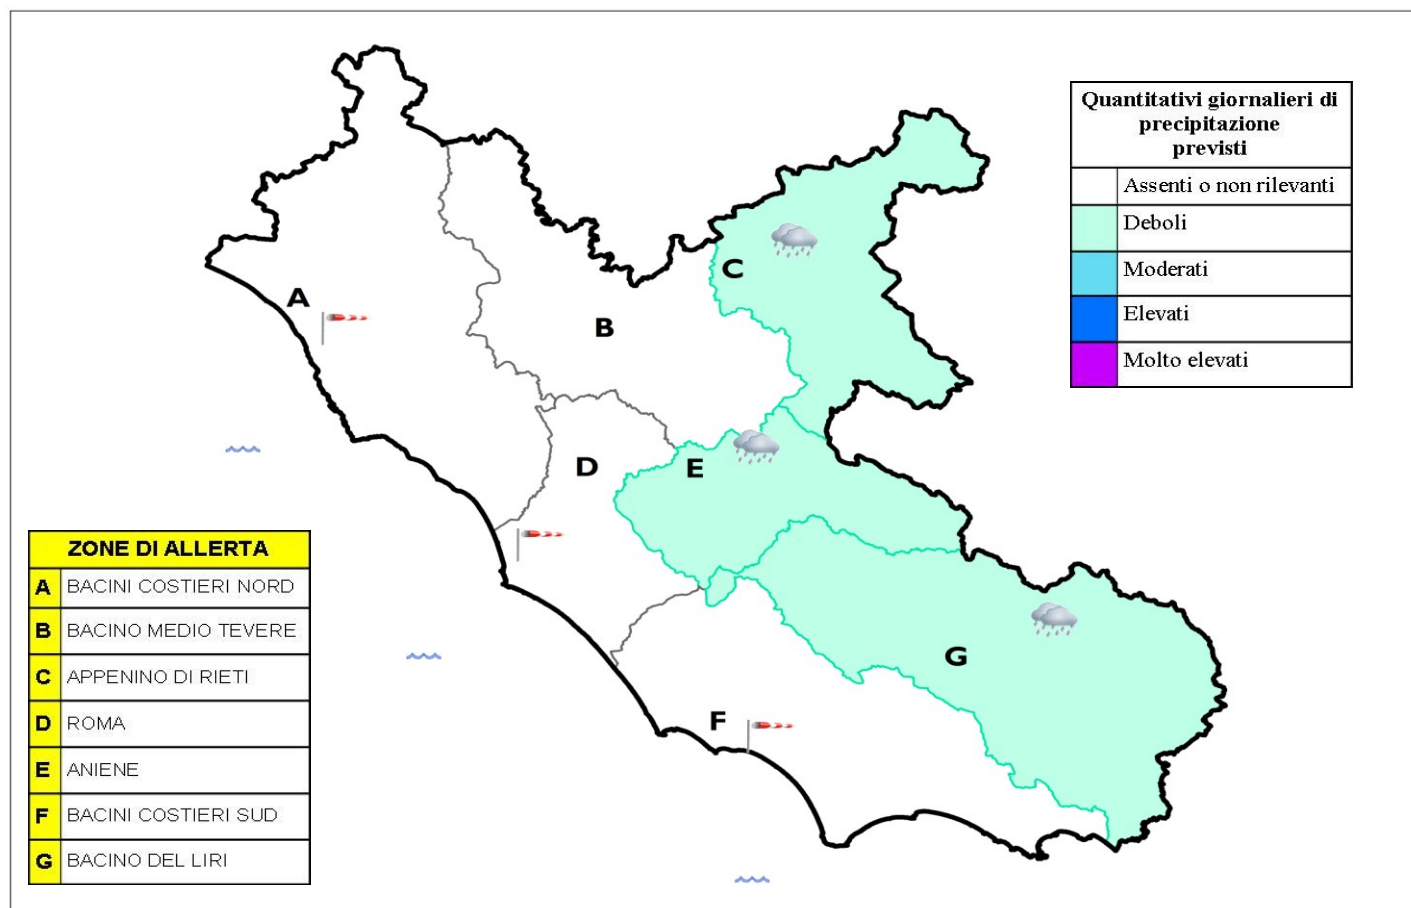 Quantitativi giornalieri di
precipitazione
previsti
Assenti o non rilevanti
Deboli
Moderati
Elevati
Molto elevati
A
B
C
D
E
F
G
ZONE DI ALLERTA
A BACINI COSTIERI NORD
B BACINO MEDIO TEVERE
C APPENINO DI RIETI
D ROMA
E ANIENE
F BACINI COSTIERI SUD
G BACINO DEL LIRI